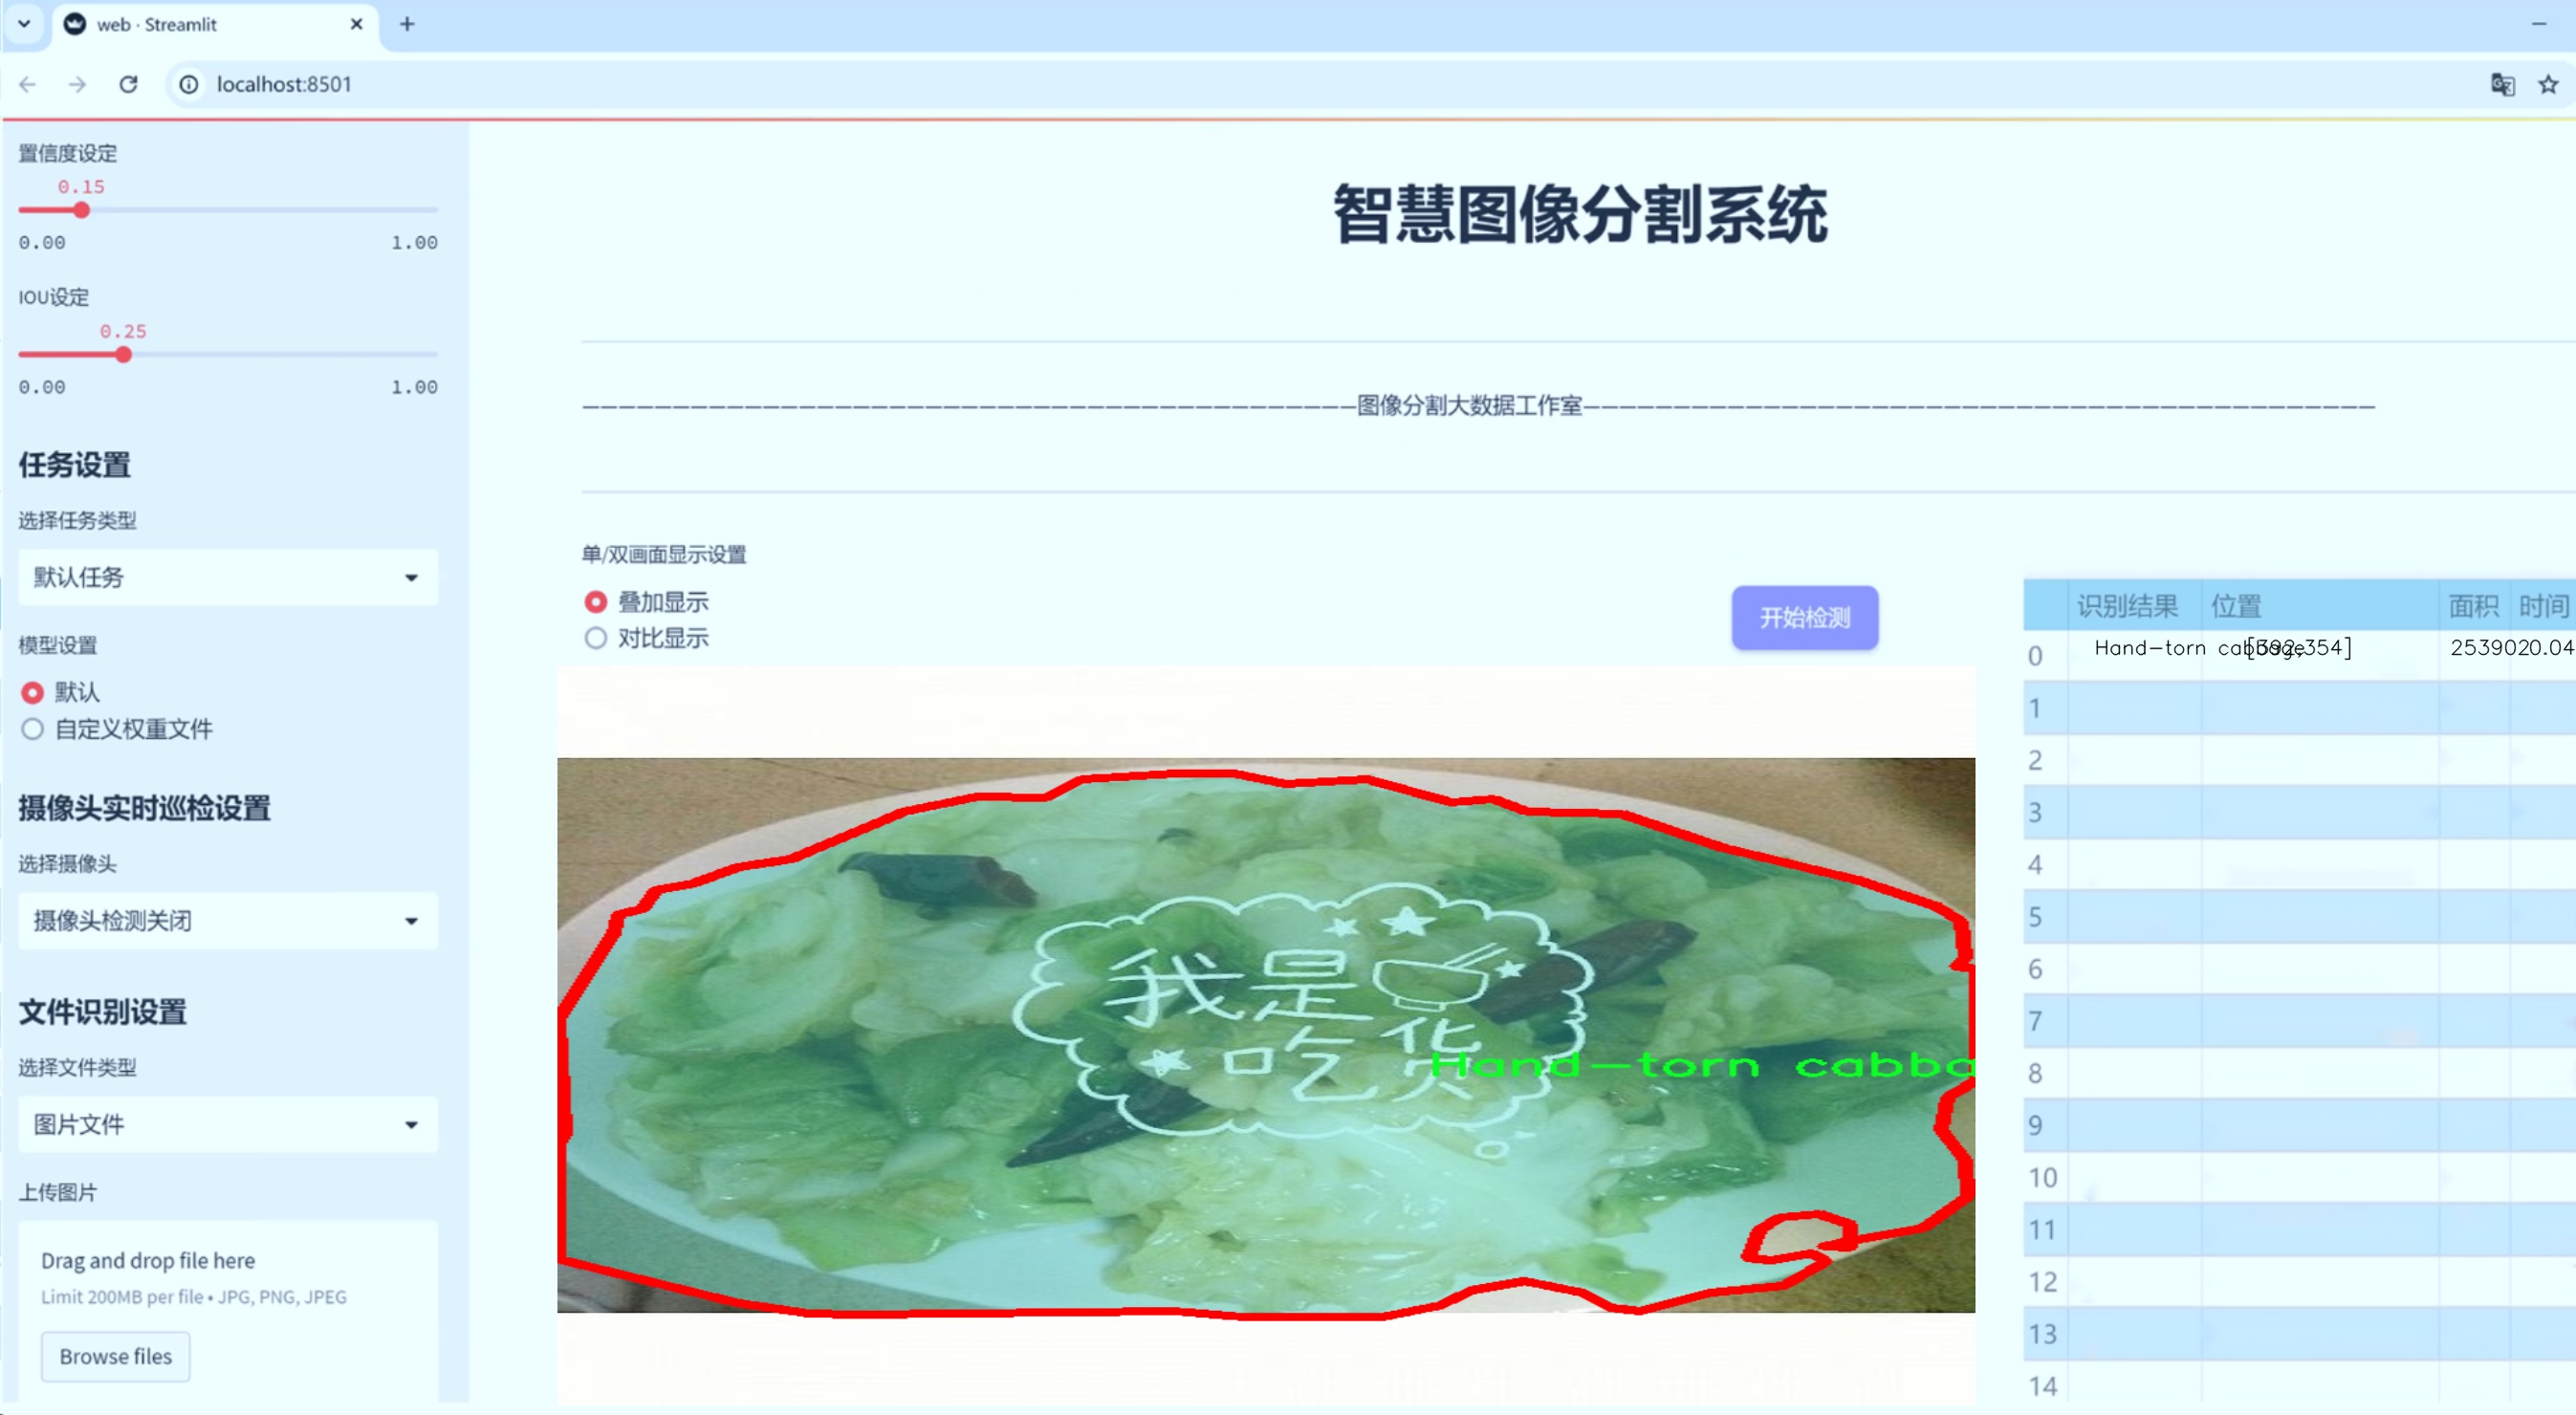 web · Streamlit
localhost:8501
置信度设定
0.15
0.00 1.00
IOU设定
0.25
0.00 1.00
任务设置
选择任务类型
默认任务
模型设置
默认
自定义权重文件
摄像头实时巡检设置
选择摄像头
摄像头检测关闭
文件识别设置
选择文件类型
图片文件
上传图片
Drag and drop file here
Limit 200MB per file • JPG, PNG, JPEG
Browse files
智慧图像分割系统
———————————————————————————————————————————图像分割大数据工作室————————————————————————————————————————————
单/双画面显示设置
叠加显示
对比显示
开始检测
我是
吃货
Hand-torn cabba
识别结果 位置 面积 时间
0 Hand-torn cabbage [392,354] 2539020.04
1
2
3
4
5
6
7
8
9
10
11
12
13
14